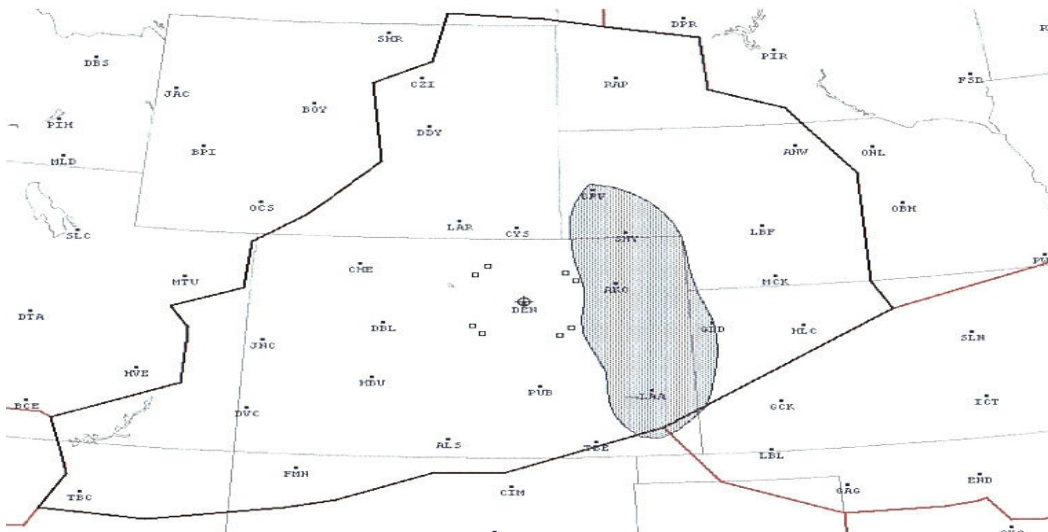 DPR
SHR
PIR
DBS
CZI
RAP
FSD
JAC
BOY
PIH
DDY
BPI
ANW
ONL
MLD
OCS
OBH
SLC
LAR
CYS
SNY
LBF
CHE
MTU
AKO
MCK
DTA
DEN
DBL
GLD
HLC
SLN
JNC
HVE
MBU
PUB
LAA
BCE
DVC
GCK
ICT
ALS
TBE
LBL
FMN
TBC
CIM
GAG
END